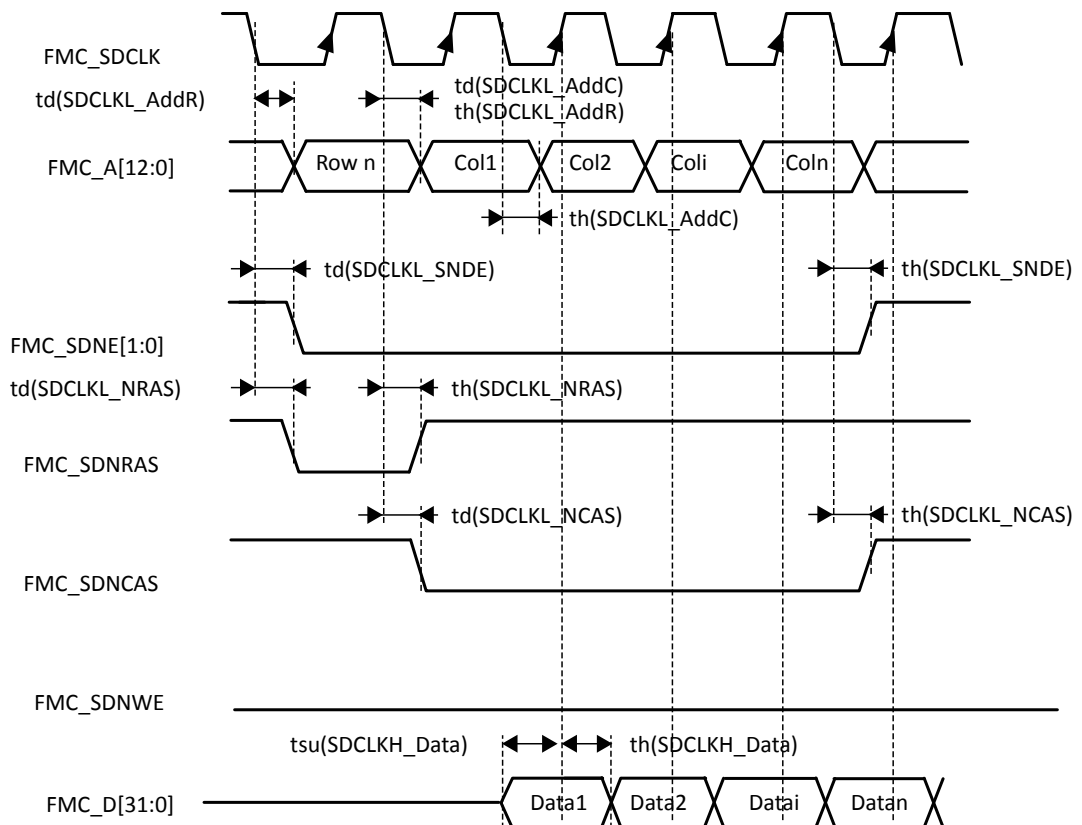 FMC_SDCLK
td(SDCLKL_AddR)
td(SDCLKL_AddC)
th(SDCLKL_AddR)
FMC_A[12:0]
Row n
Col1
Col2
Coli
Coln
th(SDCLKL_AddC)
td(SDCLKL_SNDE)
th(SDCLKL_SNDE)
FMC_SDNE[1:0]
td(SDCLKL_NRAS)
th(SDCLKL_NRAS)
FMC_SDNRAS
td(SDCLKL_NCAS)
th(SDCLKL_NCAS)
FMC_SDNCAS
FMC_SDNWE
tsu(SDCLKH_Data)
th(SDCLKH_Data)
FMC_D[31:0]
Data1
Data2
Datai
Datan